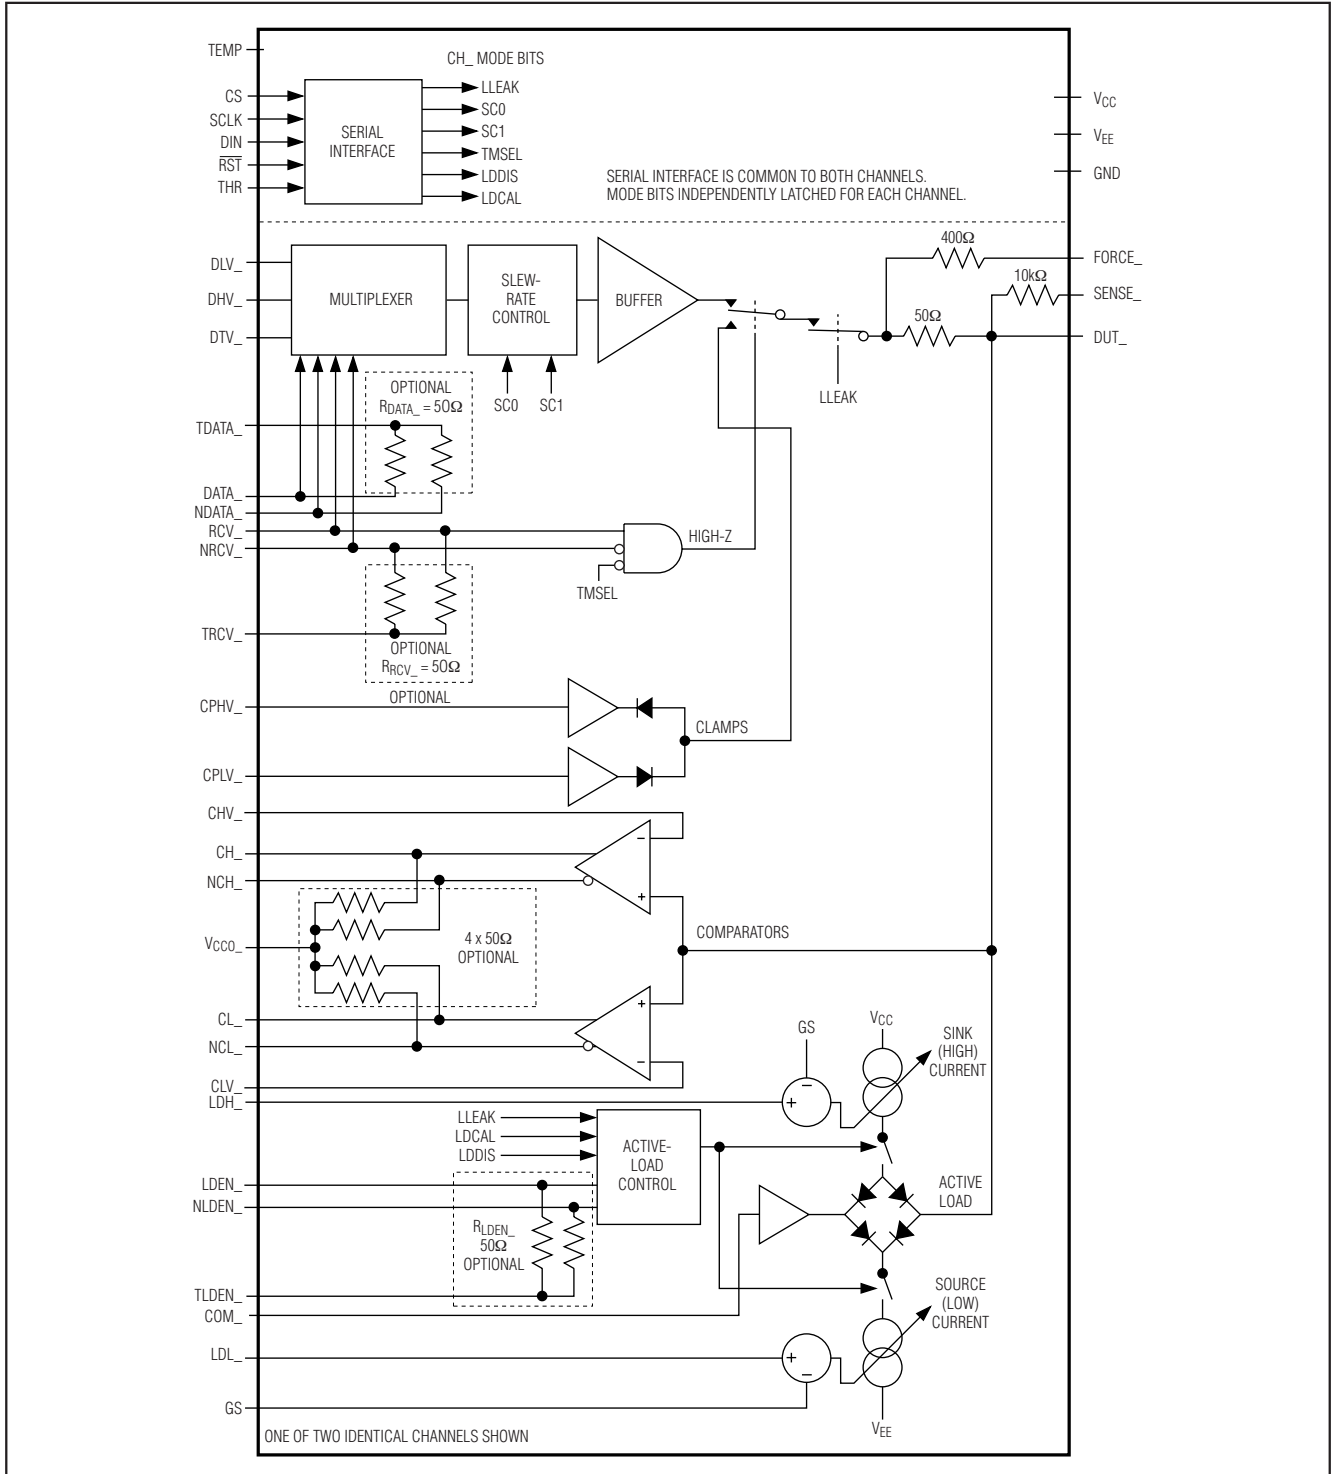 TEMP
CH_ MODE BITS
CS
SCLK
DIN
RST
THR
SERIAL
INTERFACE
LLEAK
SC0
SC1
TMSEL
LDDIS
LDCAL
VCC
VEE
GND
SERIAL INTERFACE IS COMMON TO BOTH CHANNELS.
MODE BITS INDEPENDENTLY LATCHED FOR EACH CHANNEL.
DLV_
DHV_
DTV_
MULTIPLEXER
SLEW-
RATE
CONTROL
BUFFER
400Ω
FORCE_
10kΩ
SENSE_
50Ω
DUT_
LLEAK
SC0
SC1
OPTIONAL
RDATA_ = 50Ω
TDATA_
DATA_
NDATA_
RCV_
NRCV_
HIGH-Z
TMSEL
TRCV_
OPTIONAL
RRCV_ = 50Ω
OPTIONAL
CPHV_
CLAMPS
CPLV_
CHV_
−
CH_
NCH_
+
COMPARATORS
VCCO_
4 x 50Ω
OPTIONAL
+
CL_
NCL_
−
CLV_
LDH_
GS
−
+
VCC
SINK
(HIGH)
CURRENT
LLEAK
LDCAL
LDDIS
ACTIVE-
LOAD
CONTROL
LDEN_
NLDEN_
RLDEN_
50Ω
OPTIONAL
ACTIVE
LOAD
TLDEN_
COM_
SOURCE
(LOW)
CURRENT
LDL_
+
−
GS
VEE
ONE OF TWO IDENTICAL CHANNELS SHOWN